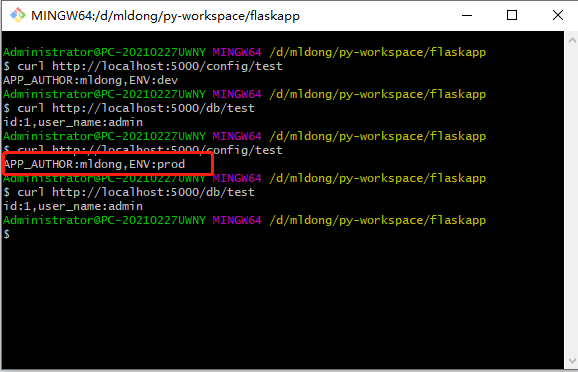 MINGW64:/d/mldong/py-workspace/flaskapp
Administrator@PC-20210227UWNY MINGW64 /d/mldong/py-workspace/flaskapp
$ curl http://localhost:5000/config/test
APP_AUTHOR:mldong,ENV:dev
Administrator@PC-20210227UWNY MINGW64 /d/mldong/py-workspace/flaskapp
$ curl http://localhost:5000/db/test
id:1,user_name:admin
Administrator@PC-20210227UWNY MINGW64 /d/mldong/py-workspace/flaskapp
$ curl http://localhost:5000/config/test
APP_AUTHOR:mldong,ENV:prod
Administrator@PC-20210227UWNY MINGW64 /d/mldong/py-workspace/flaskapp
$ curl http://localhost:5000/db/test
id:1,user_name:admin
Administrator@PC-20210227UWNY MINGW64 /d/mldong/py-workspace/flaskapp
$